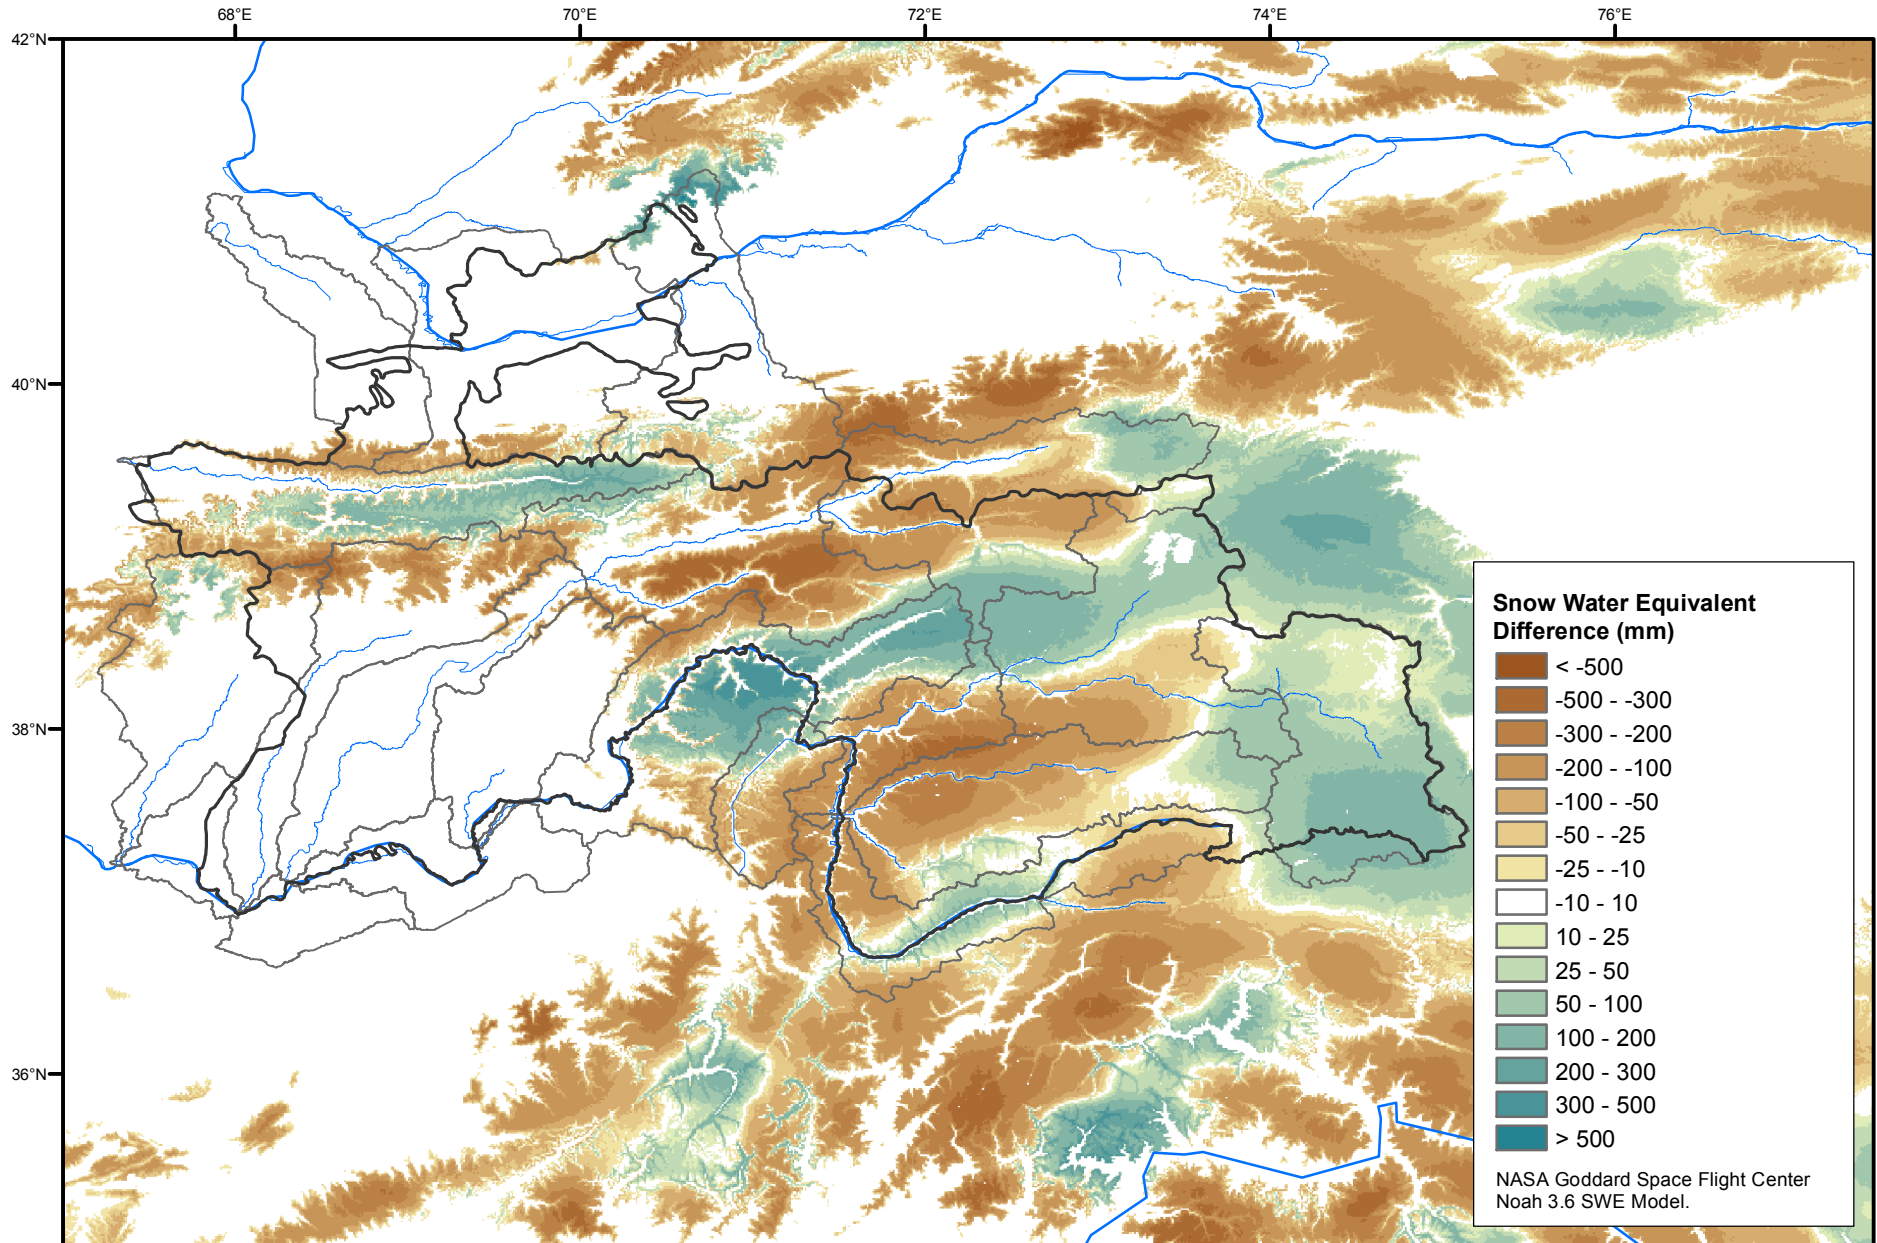 68°E 70°E 72°E 74°E 76°E
42°N
40°N
38°N
36°N
Snow Water Equivalent
Difference (mm)
< -500
-500 - -300
-300 - -200
-200 - -100
-100 - -50
-50 - -25
-25 - -10
-10 - 10
10 - 25
25 - 50
50 - 100
100 - 200
200 - 300
300 - 500
> 500
NASA Goddard Space Flight Center
Noah 3.6 SWE Model.